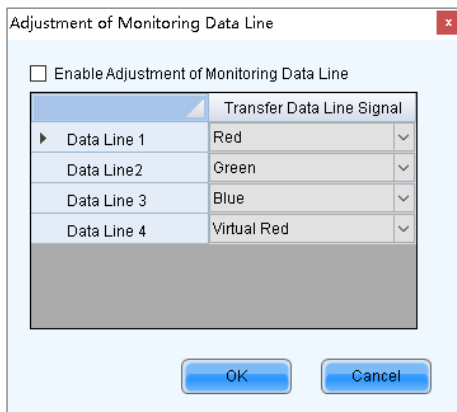 Adjustment of Monitoring Data Line
x
Enable Adjustment of Monitoring Data Line
Transfer Data Line Signal
Data Line 1 Red
Data Line2 Green
Data Line 3 Blue
Data Line 4 Virtual Red
OK Cancel